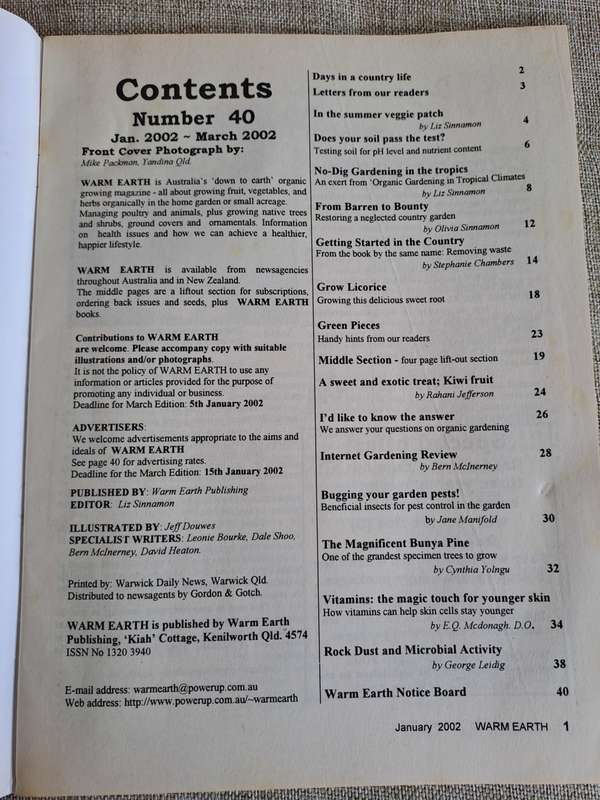 Contents
Number 40
Jan. 2002 ~ March 2002
Front Cover Photograph by:
Mike Packmon, Yandina Qld.
WARM EARTH is Australia's 'down to earth' organic
growing magazine - all about growing fruit, vegetables, and
herbs organically in the home garden or small acreage.
Managing poultry and animals, plus growing native trees
and shrubs, ground covers and ornamentals. Information
on health issues and how we can achieve a healthier,
happier lifestyle.
WARM EARTH is available from newsagencies
throughout Australia and in New Zealand.
The middle pages are a liftout section for subscriptions,
ordering back issues and seeds, plus WARM EARTH
books.
Contributions to WARM EARTH
are welcome. Please accompany copy with suitable
illustrations and/or photographs.
It is not the policy of WARM EARTH to use any
information or articles provided for the purpose of
promoting any individual or business.
Deadline for March Edition: 5th January 2002
ADVERTISERS:
We welcome advertisements appropriate to the aims and
ideals of WARM EARTH
See page 40 for advertising rates.
Deadline for the March Edition: 15th January 2002
PUBLISHED BY: Warm Earth Publishing
EDITOR: Liz Sinnamon
ILLUSTRATED BY: Jeff Douwes
SPECIALIST WRITERS: Leonie Bourke, Dale Shoo,
Bern McInerney, David Heaton.
Printed by: Warwick Daily News, Warwick Qld.
Distributed to newsagents by Gordon & Gotch.
WARM EARTH is published by Warm Earth
Publishing, 'Kiah' Cottage, Kenilworth Qld. 4574
ISSN No 1320 3940
E-mail address: warmearth@powerup.com.au
Web address: http://www.powerup.com.au/~warmearth
Days in a country life 2
Letters from our readers 3
In the summer veggie patch
by Liz Sinnamon 4
Does your soil pass the test?
Testing soil for pH level and nutrient content 6
No-Dig Gardening in the tropics
An exert from 'Organic Gardening in Tropical Climates
by Liz Sinnamon 8
From Barren to Bounty
Restoring a neglected country garden
by Olivia Sinnamon 12
Getting Started in the Country
From the book by the same name: Removing waste
by Stephanie Chambers 14
Grow Licorice
Growing this delicious sweet root 18
Green Pieces
Handy hints from our readers 23
Middle Section - four page lift-out section 19
A sweet and exotic treat; Kiwi fruit
by Rahani Jefferson 24
I'd like to know the answer 26
We answer your questions on organic gardening
Internet Gardening Review 28
by Bern McInerney
Bugging your garden pests!
Beneficial insects for pest control in the garden
by Jane Manifold 30
The Magnificent Bunya Pine
One of the grandest specimen trees to grow
by Cynthia Yolngu 32
Vitamins: the magic touch for younger skin
How vitamins can help skin cells stay younger
by E.Q. Mcdonagh. D.O. 34
Rock Dust and Microbial Activity
by George Leidig 38
Warm Earth Notice Board 40
January 2002 WARM EARTH 1